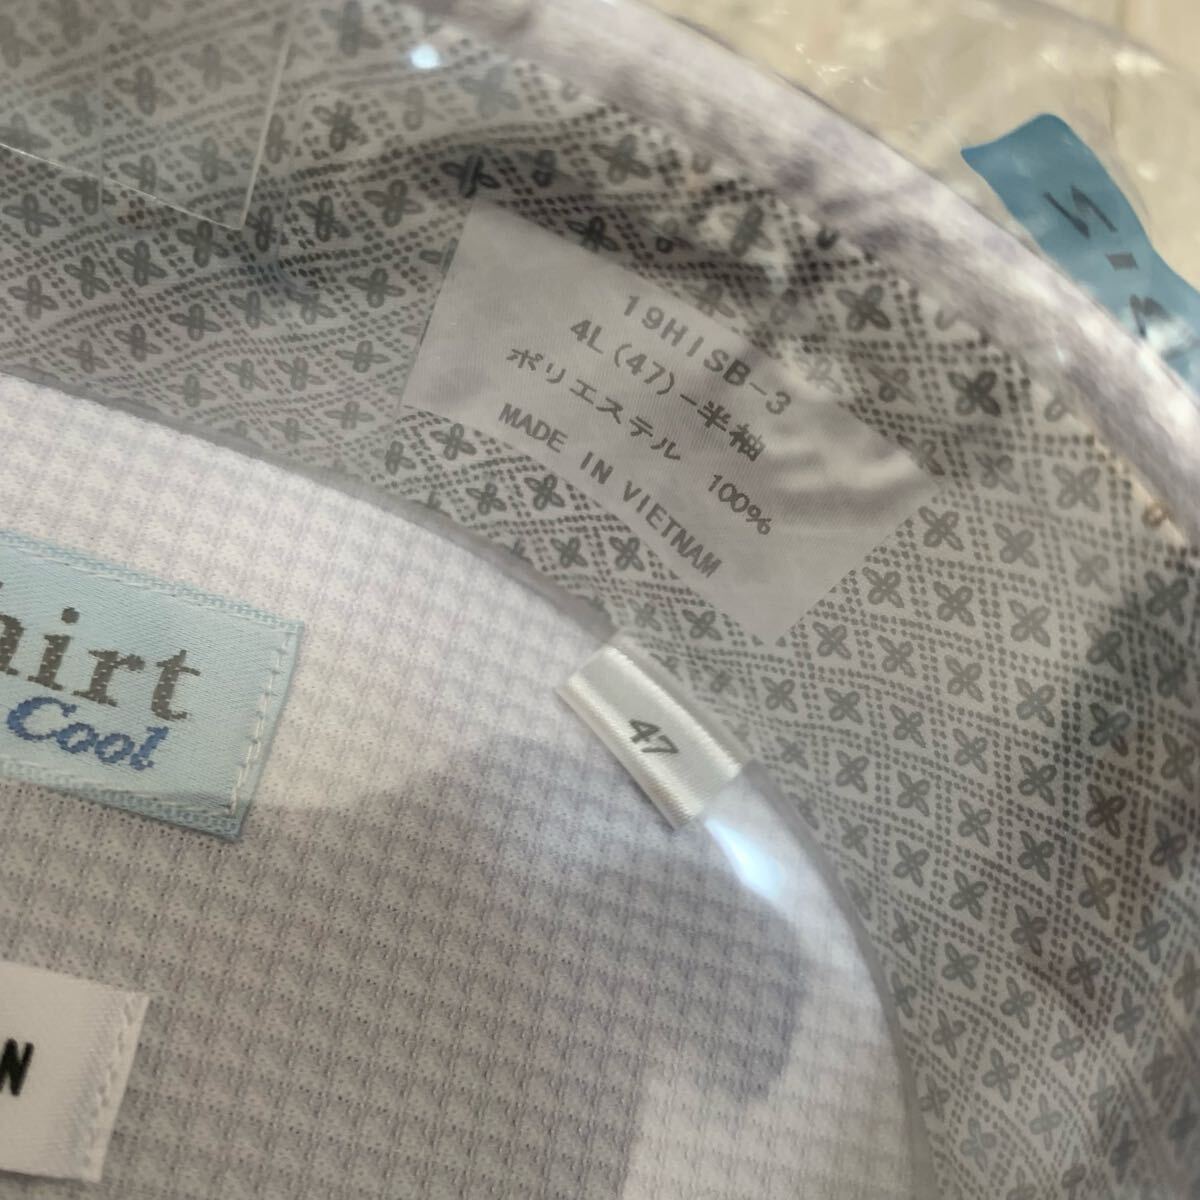 19HISB-3
4L(47)-半袖
ポリエステル 100%
MADE IN VIETNAM
47
hirt
Cool
N